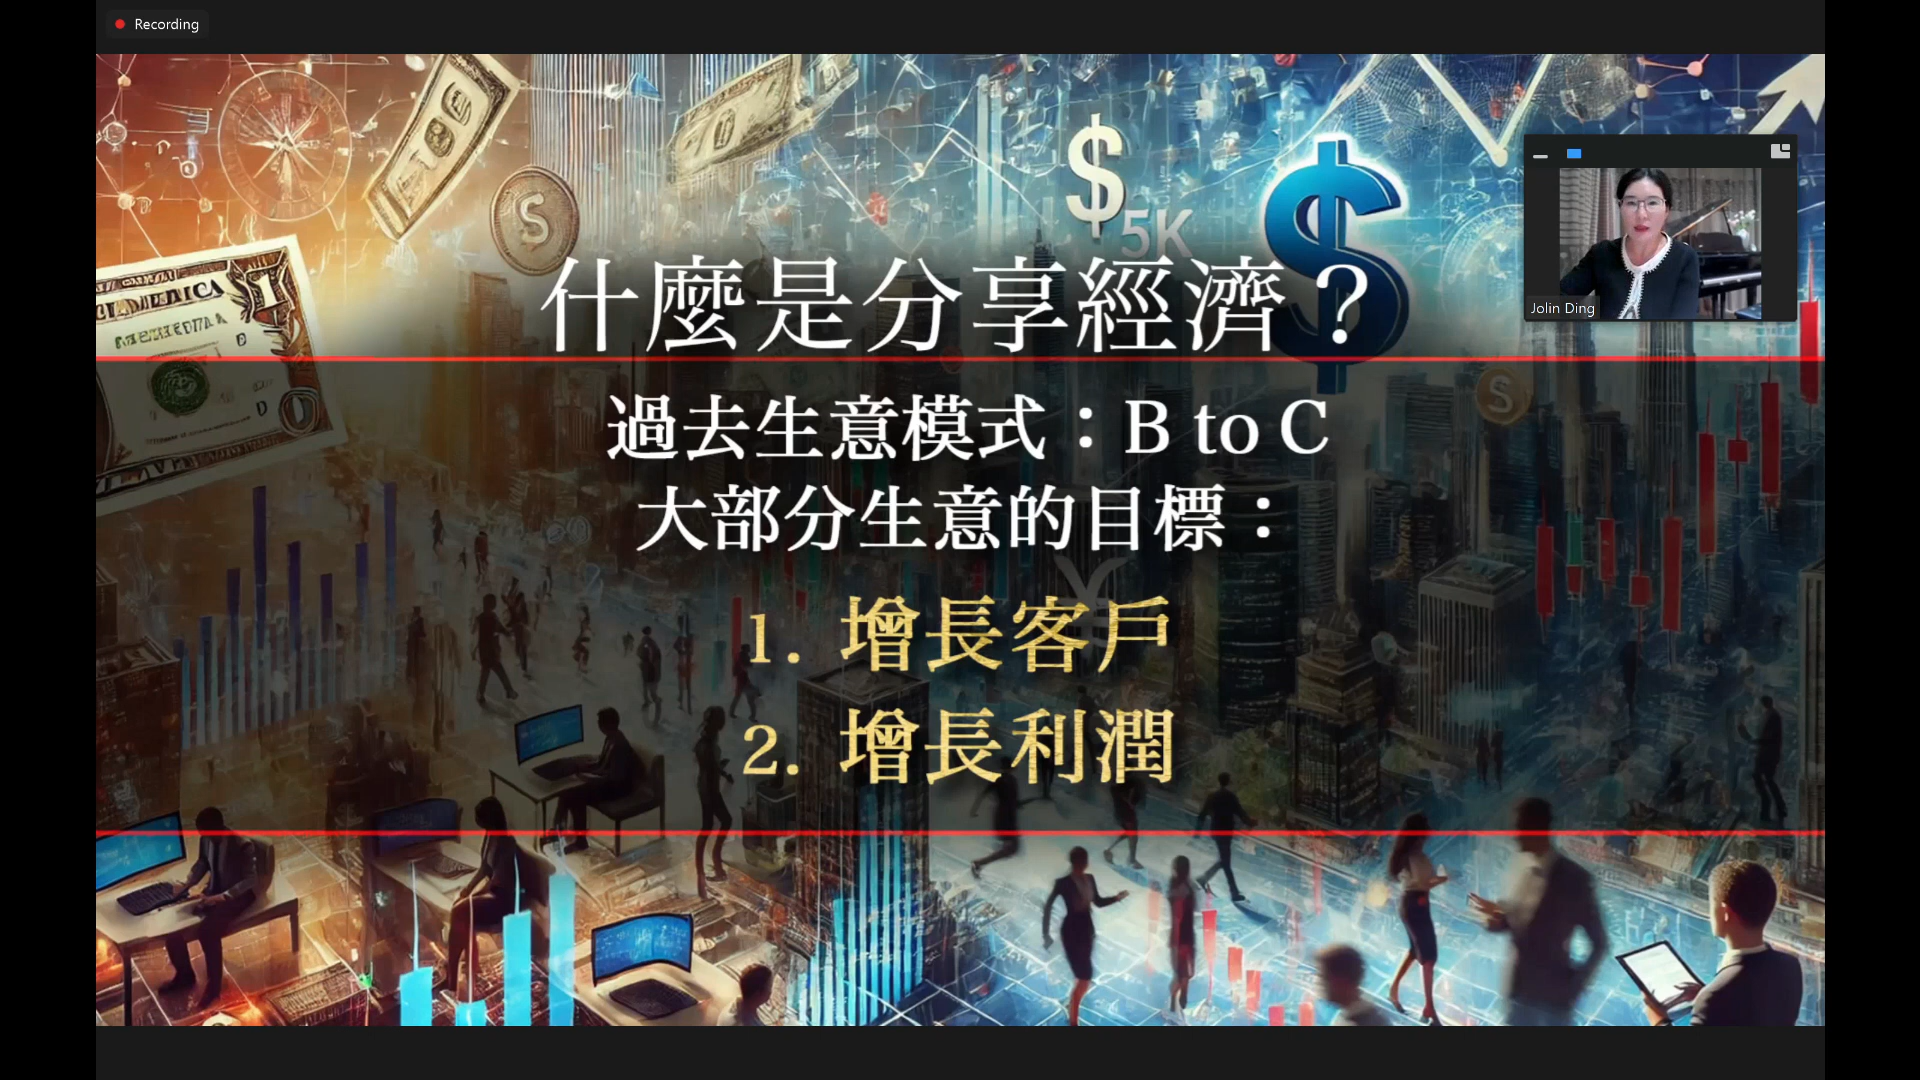 Recording
5K
什麼是分享經濟？
Jolin Ding
過去生意模式：B to C
大部分生意的目標：
1. 增長客戶
2. 增長利潤